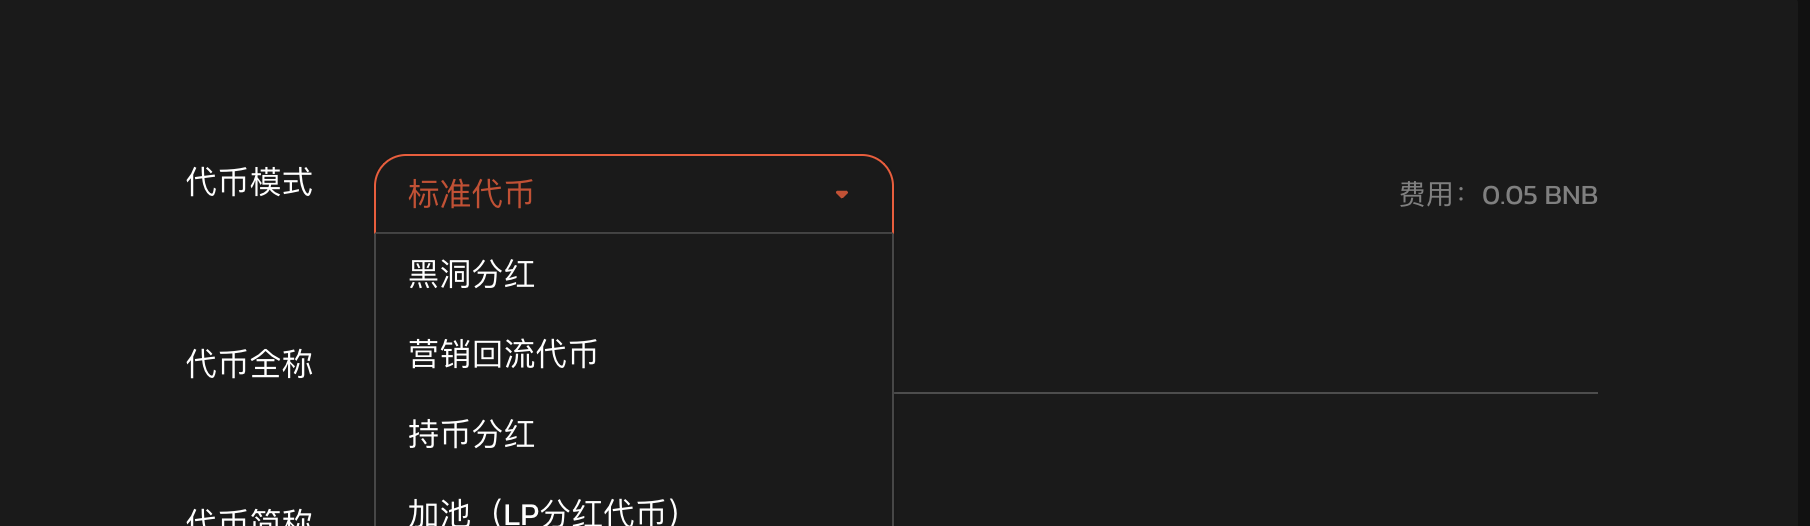 代币模式
标准代币
费用：0.05 BNB
黑洞分红
营销回流代币
代币全称
持币分红
加池（LP分红代币）
代币简称